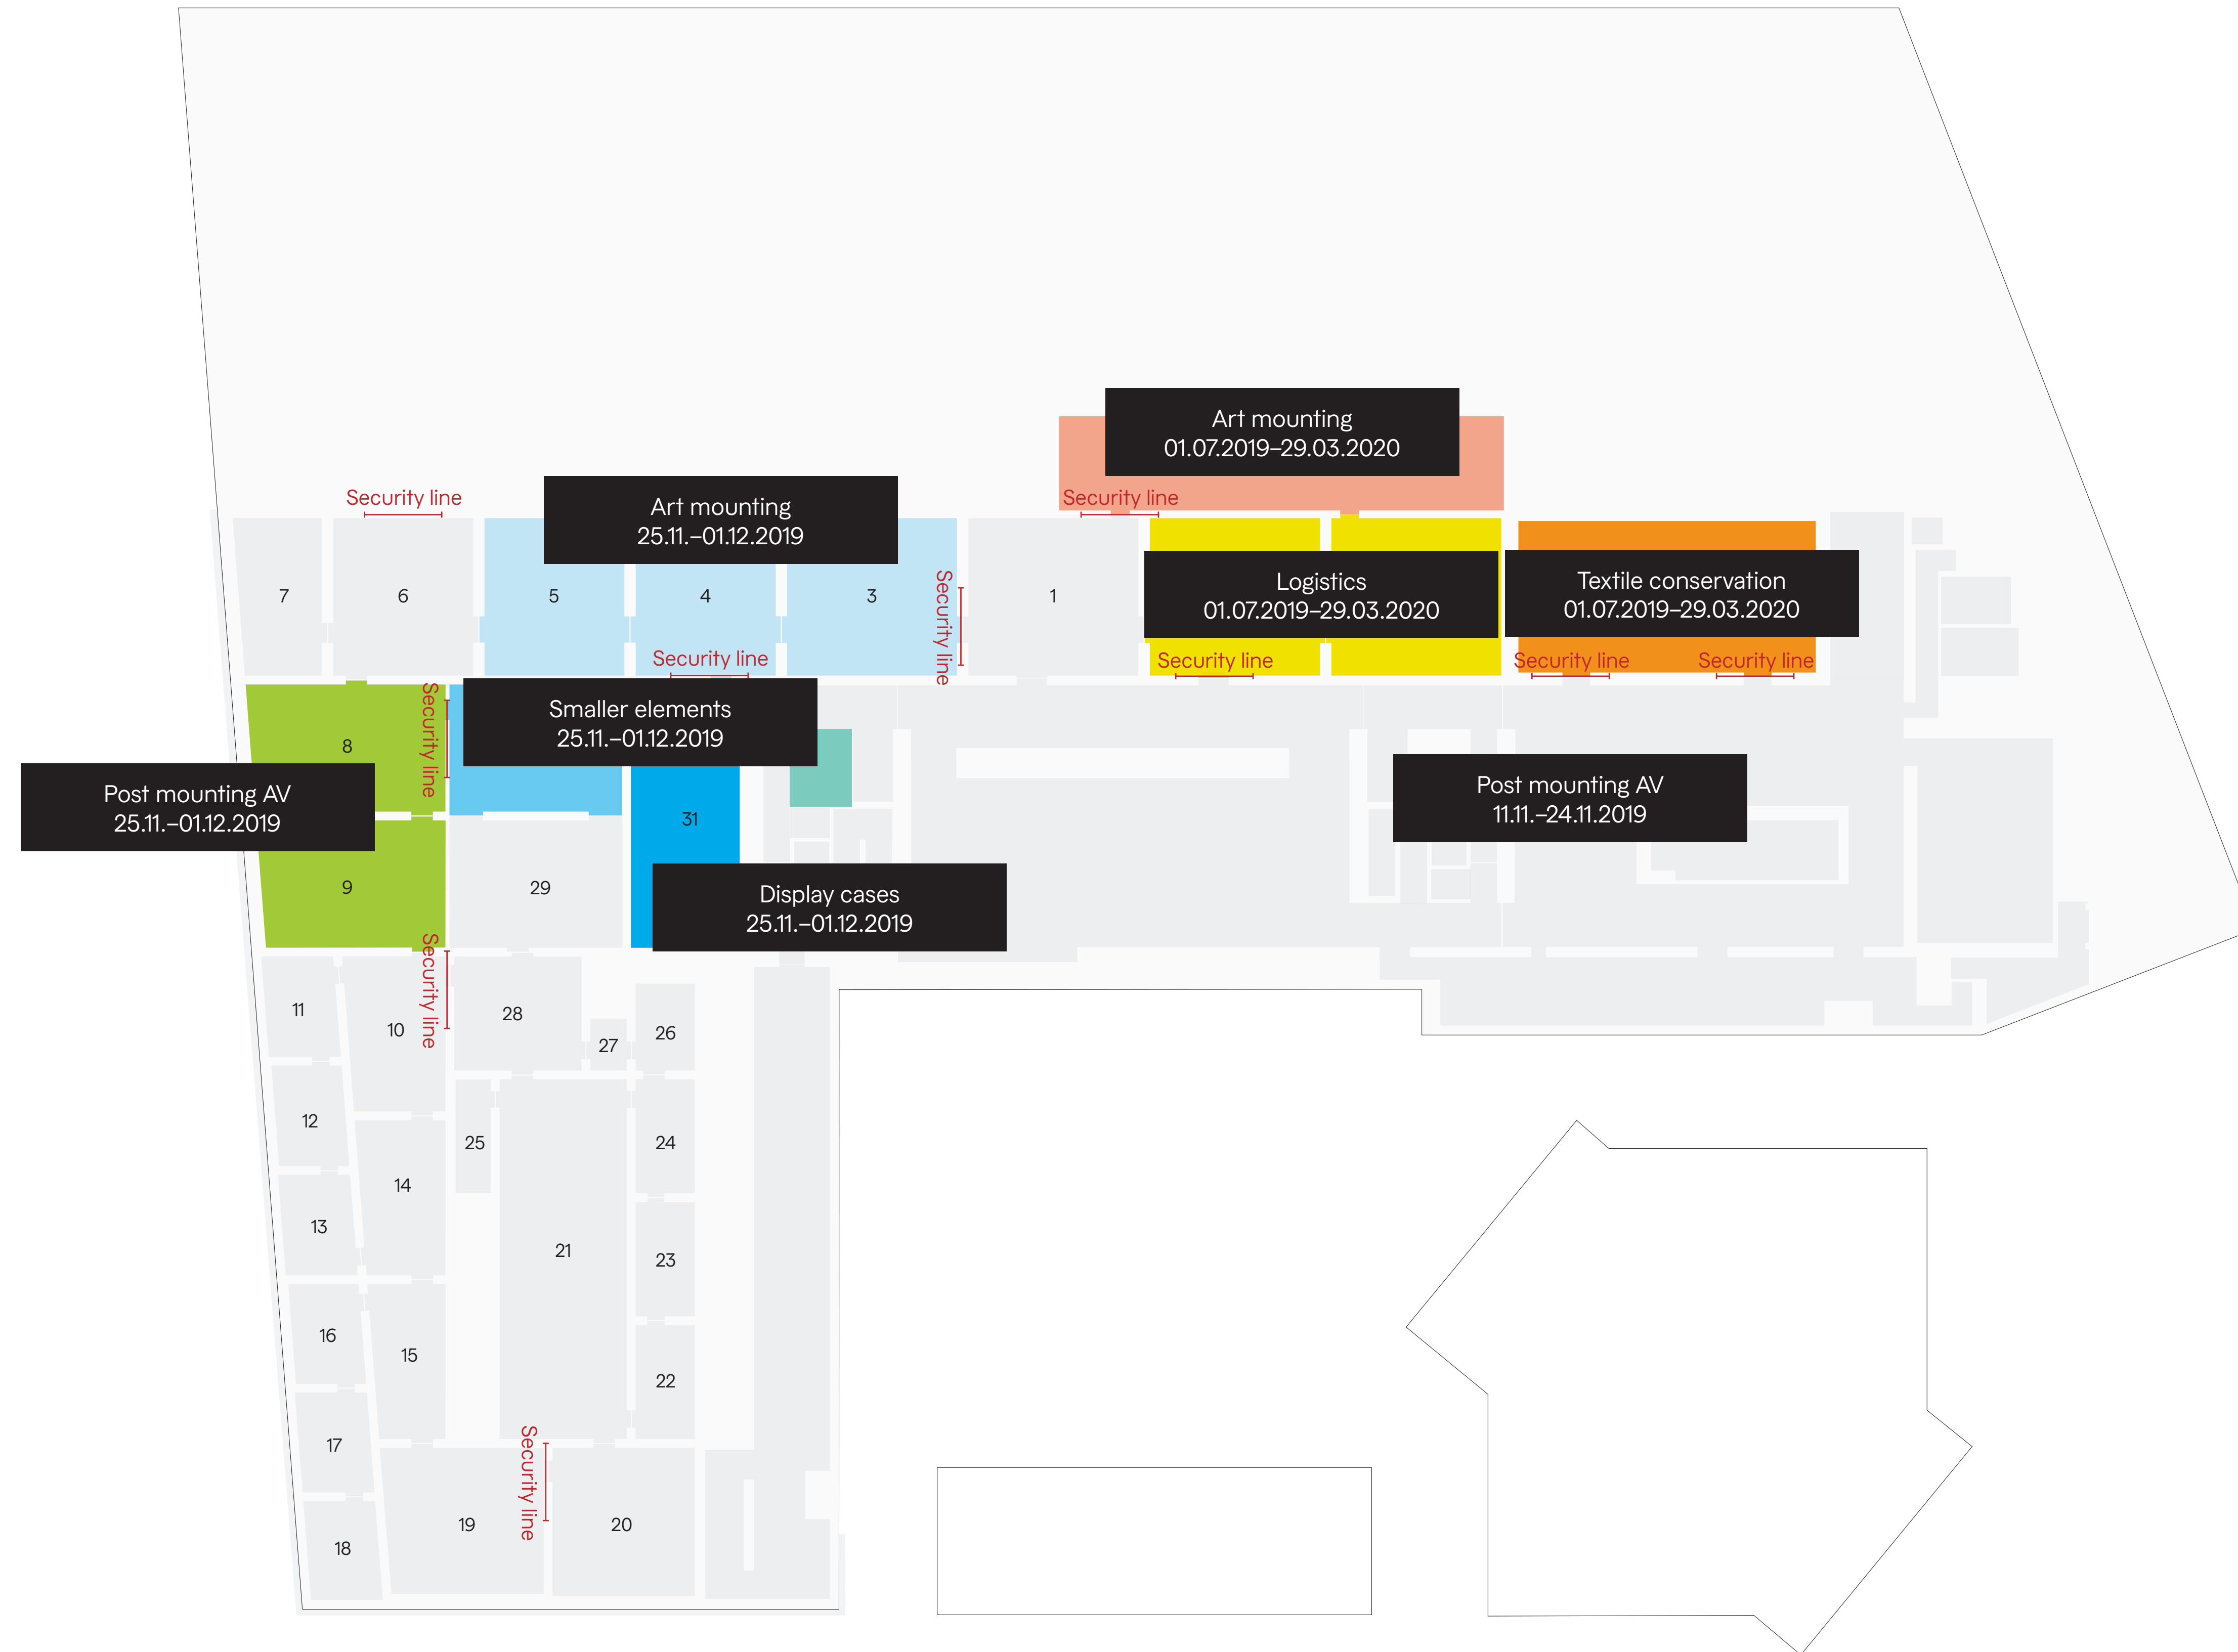 Art mounting
01.07.2019–29.03.2020
Art mounting
25.11.–01.12.2019
Security line
Security line
7
6
5
4
3
Security line
1
Logistics
01.07.2019–29.03.2020
Textile conservation
01.07.2019–29.03.2020
Security line
Security line
Security line
Security line
8
Security line
Smaller elements
25.11.–01.12.2019
Post mounting AV
25.11.–01.12.2019
31
Post mounting AV
11.11.–24.11.2019
9
29
Display cases
25.11.–01.12.2019
Security line
11
10
28
27
26
12
25
24
14
13
21
23
16
15
22
17
Security line
19
20
18